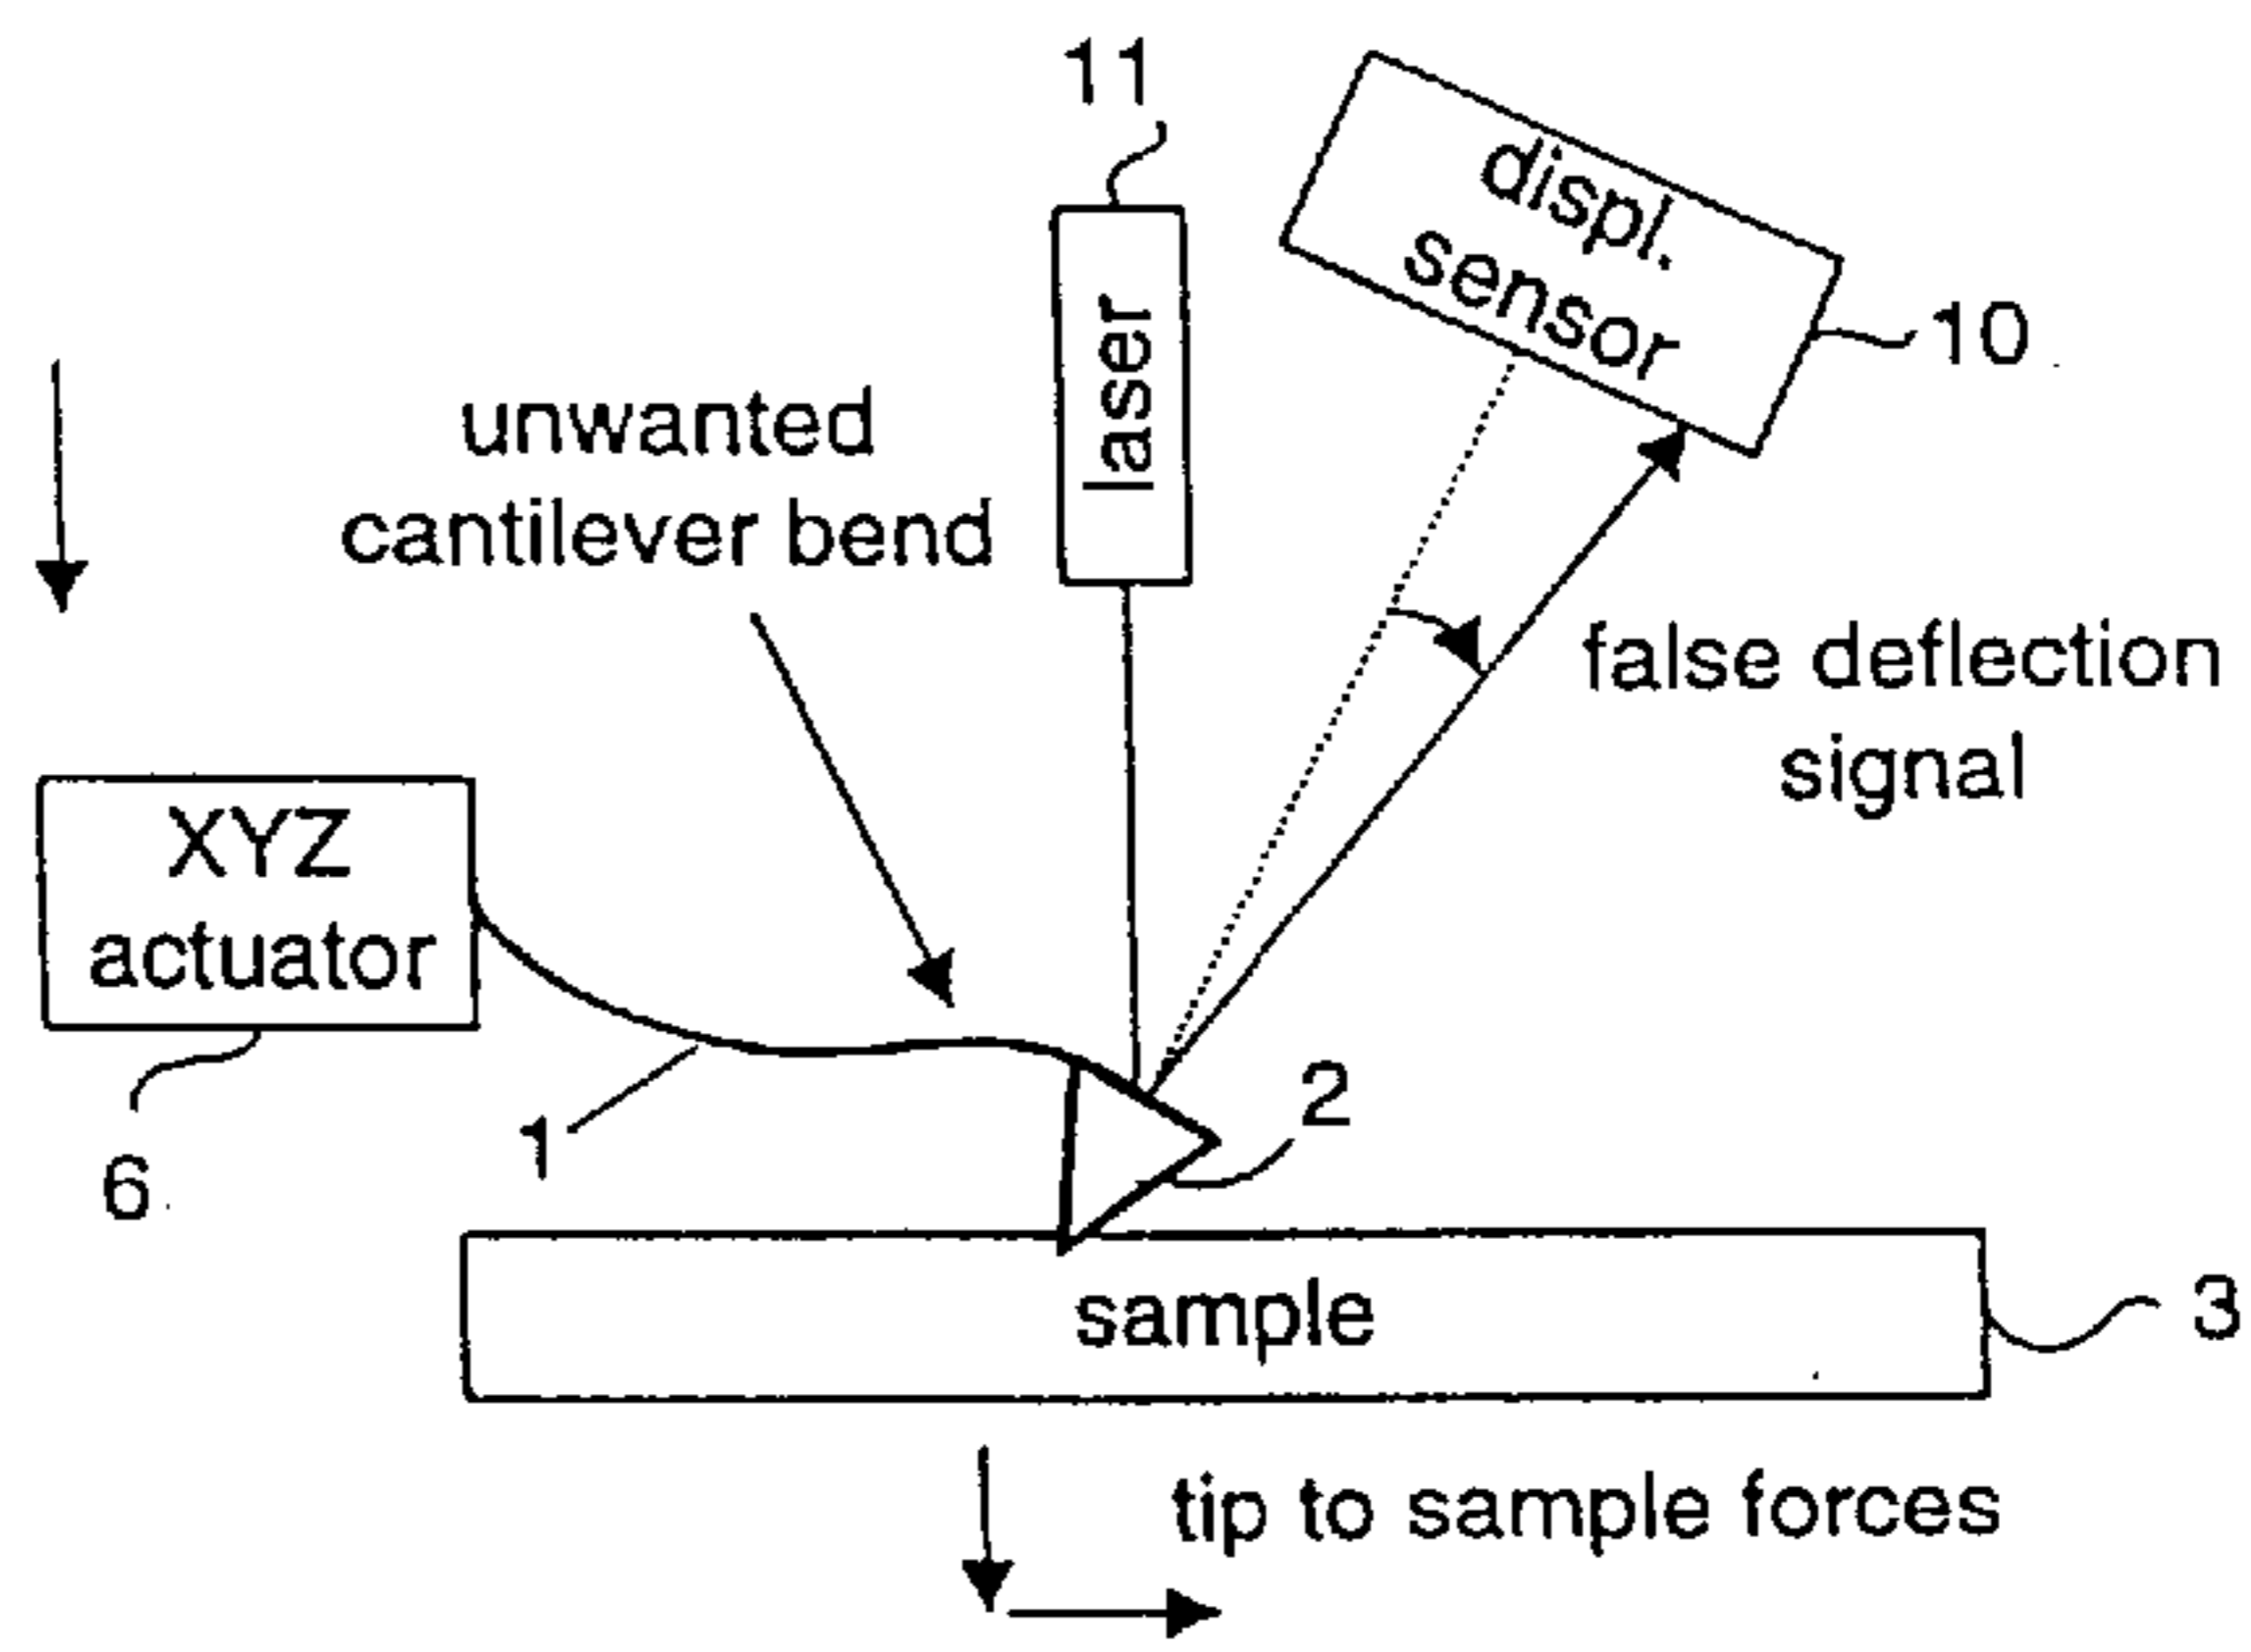 11
displ.
sensor
10
laser
unwanted
cantilever bend
false deflection
signal
XYZ
actuator
1
2
6
sample
3
tip to sample forces